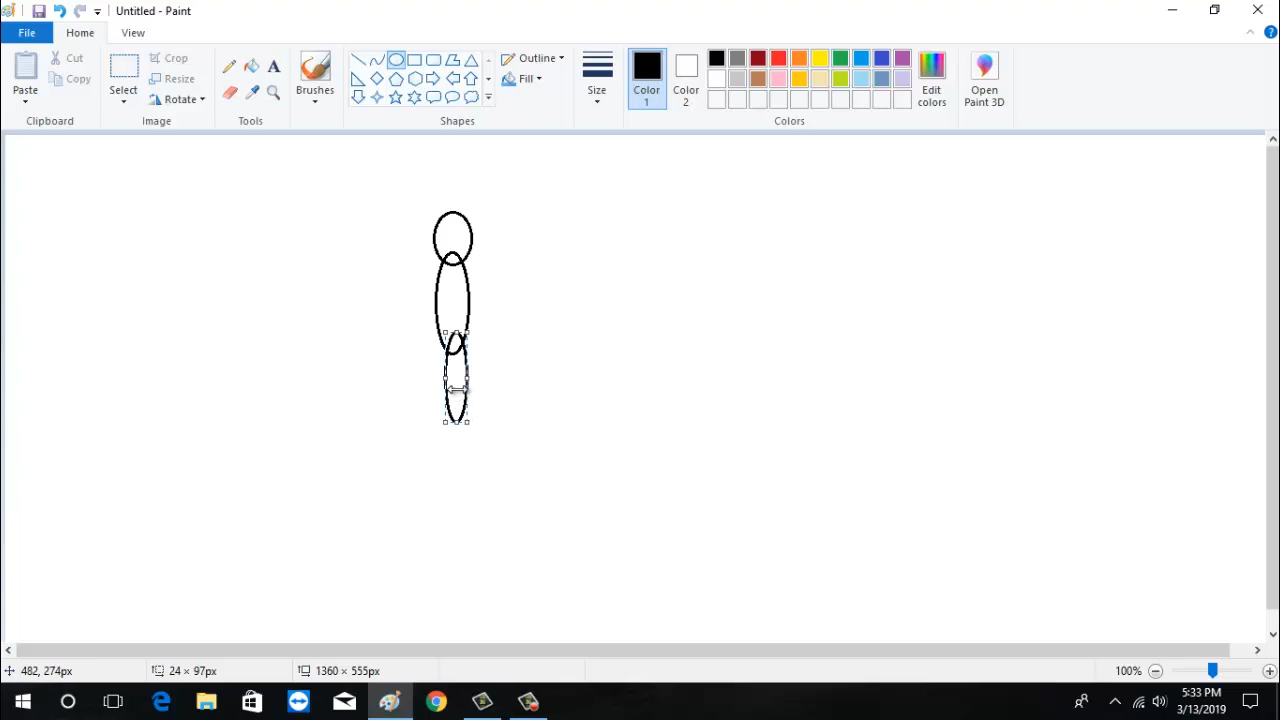 Untitled - Paint
File Home View
Paste
Cut
Copy
Clipboard
Select
Crop
Resize
Rotate
Image
A
Tools
Brushes
Outline
Fill
Shapes
Size
Color 1
Color 2
Edit colors
Colors
Open Paint 3D
482, 274px
24 × 97px
1360 × 555px
100%
5:33 PM
3/13/2019